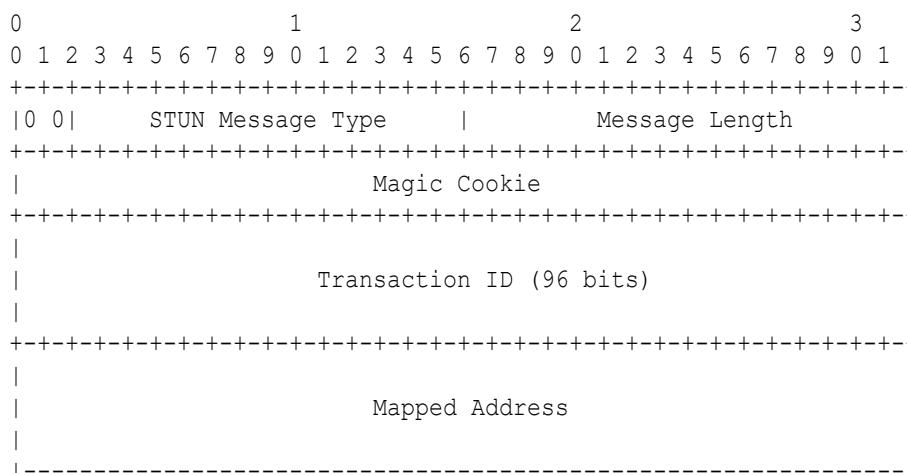 0                   1                   2                   3
0 1 2 3 4 5 6 7 8 9 0 1 2 3 4 5 6 7 8 9 0 1 2 3 4 5 6 7 8 9 0 1
+-+-+-+-+-+-+-+-+-+-+-+-+-+-+-+-+-+-+-+-+-+-+-+-+-+-+-+-+-+-+-+-
|0 0|     STUN Message Type     |         Message Length
+-+-+-+-+-+-+-+-+-+-+-+-+-+-+-+-+-+-+-+-+-+-+-+-+-+-+-+-+-+-+-+-
|                         Magic Cookie
+-+-+-+-+-+-+-+-+-+-+-+-+-+-+-+-+-+-+-+-+-+-+-+-+-+-+-+-+-+-+-+-
|
|                     Transaction ID (96 bits)
|
+-+-+-+-+-+-+-+-+-+-+-+-+-+-+-+-+-+-+-+-+-+-+-+-+-+-+-+-+-+-+-+-
|
|                         Mapped Address
|
|---------------------------------------------------------------